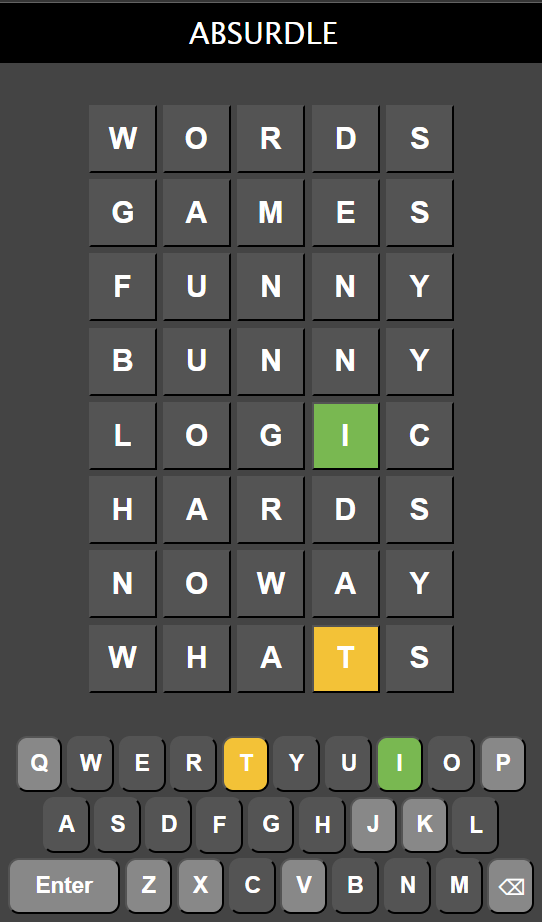 ABSURDLE
W O R D S
G A M E S
F U N N Y
B U N N Y
L O G I C
H A R D S
N O W A Y
W H A T S
Q W E R T Y U I O P
A S D F G H J K L
Enter Z X C V B N M ⌫